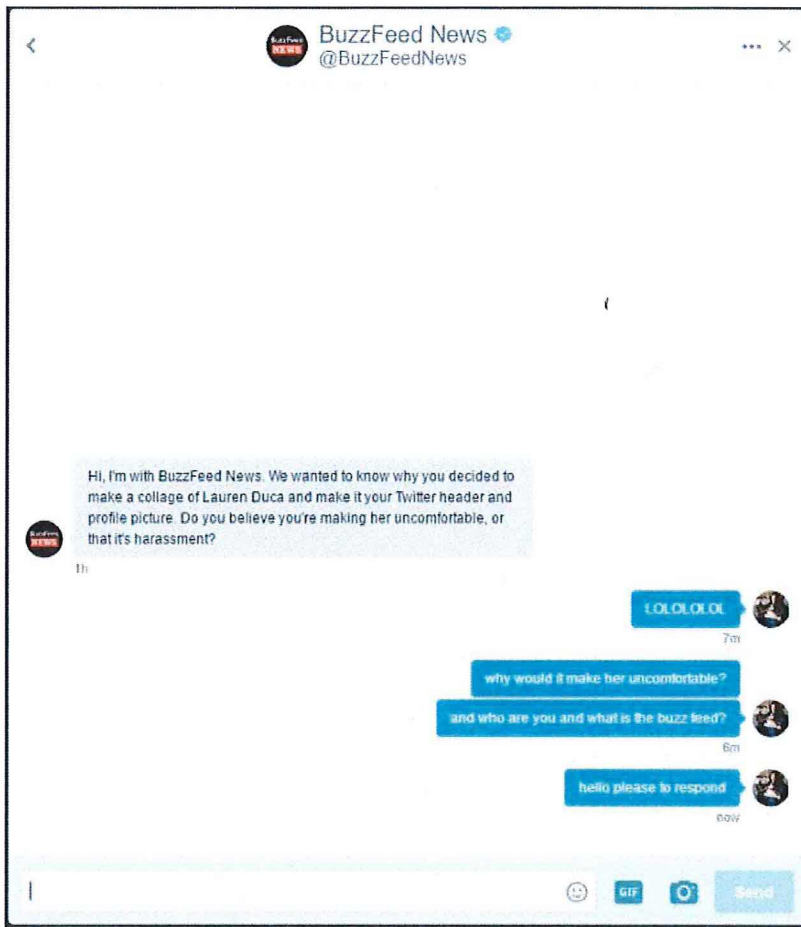 BuzzFeed News
@BuzzFeedNews
Hi, I'm with BuzzFeed News. We wanted to know why you decided to
make a collage of Lauren Duca and make it your Twitter header and
profile picture. Do you believe you're making her uncomfortable, or
that it's harassment?
BuzzFeed
NEWS
1h
LOLOLOLOL
7m
why would it make her uncomfortable?
and who are you and what is the buzz feed?
6m
hello please to respond
now
GIF
Send